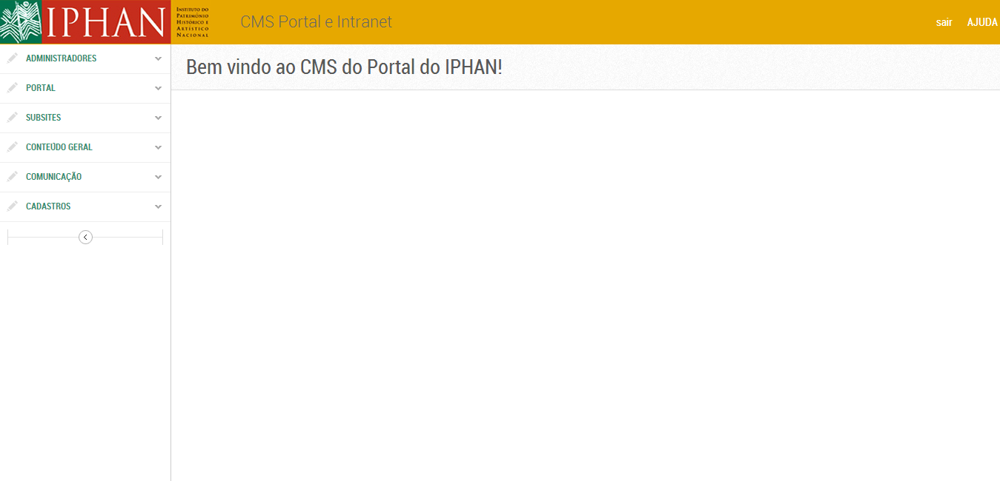 IPHAN
INSTITUTO DO
PATRIMÔNIO
HISTÓRICO E
ARTÍSTICO
NACIONAL
CMS Portal e Intranet
sair
AJUDA
ADMINISTRADORES
PORTAL
SUBSITES
CONTEÚDO GERAL
COMUNICAÇÃO
CADASTROS
Bem vindo ao CMS do Portal do IPHAN!